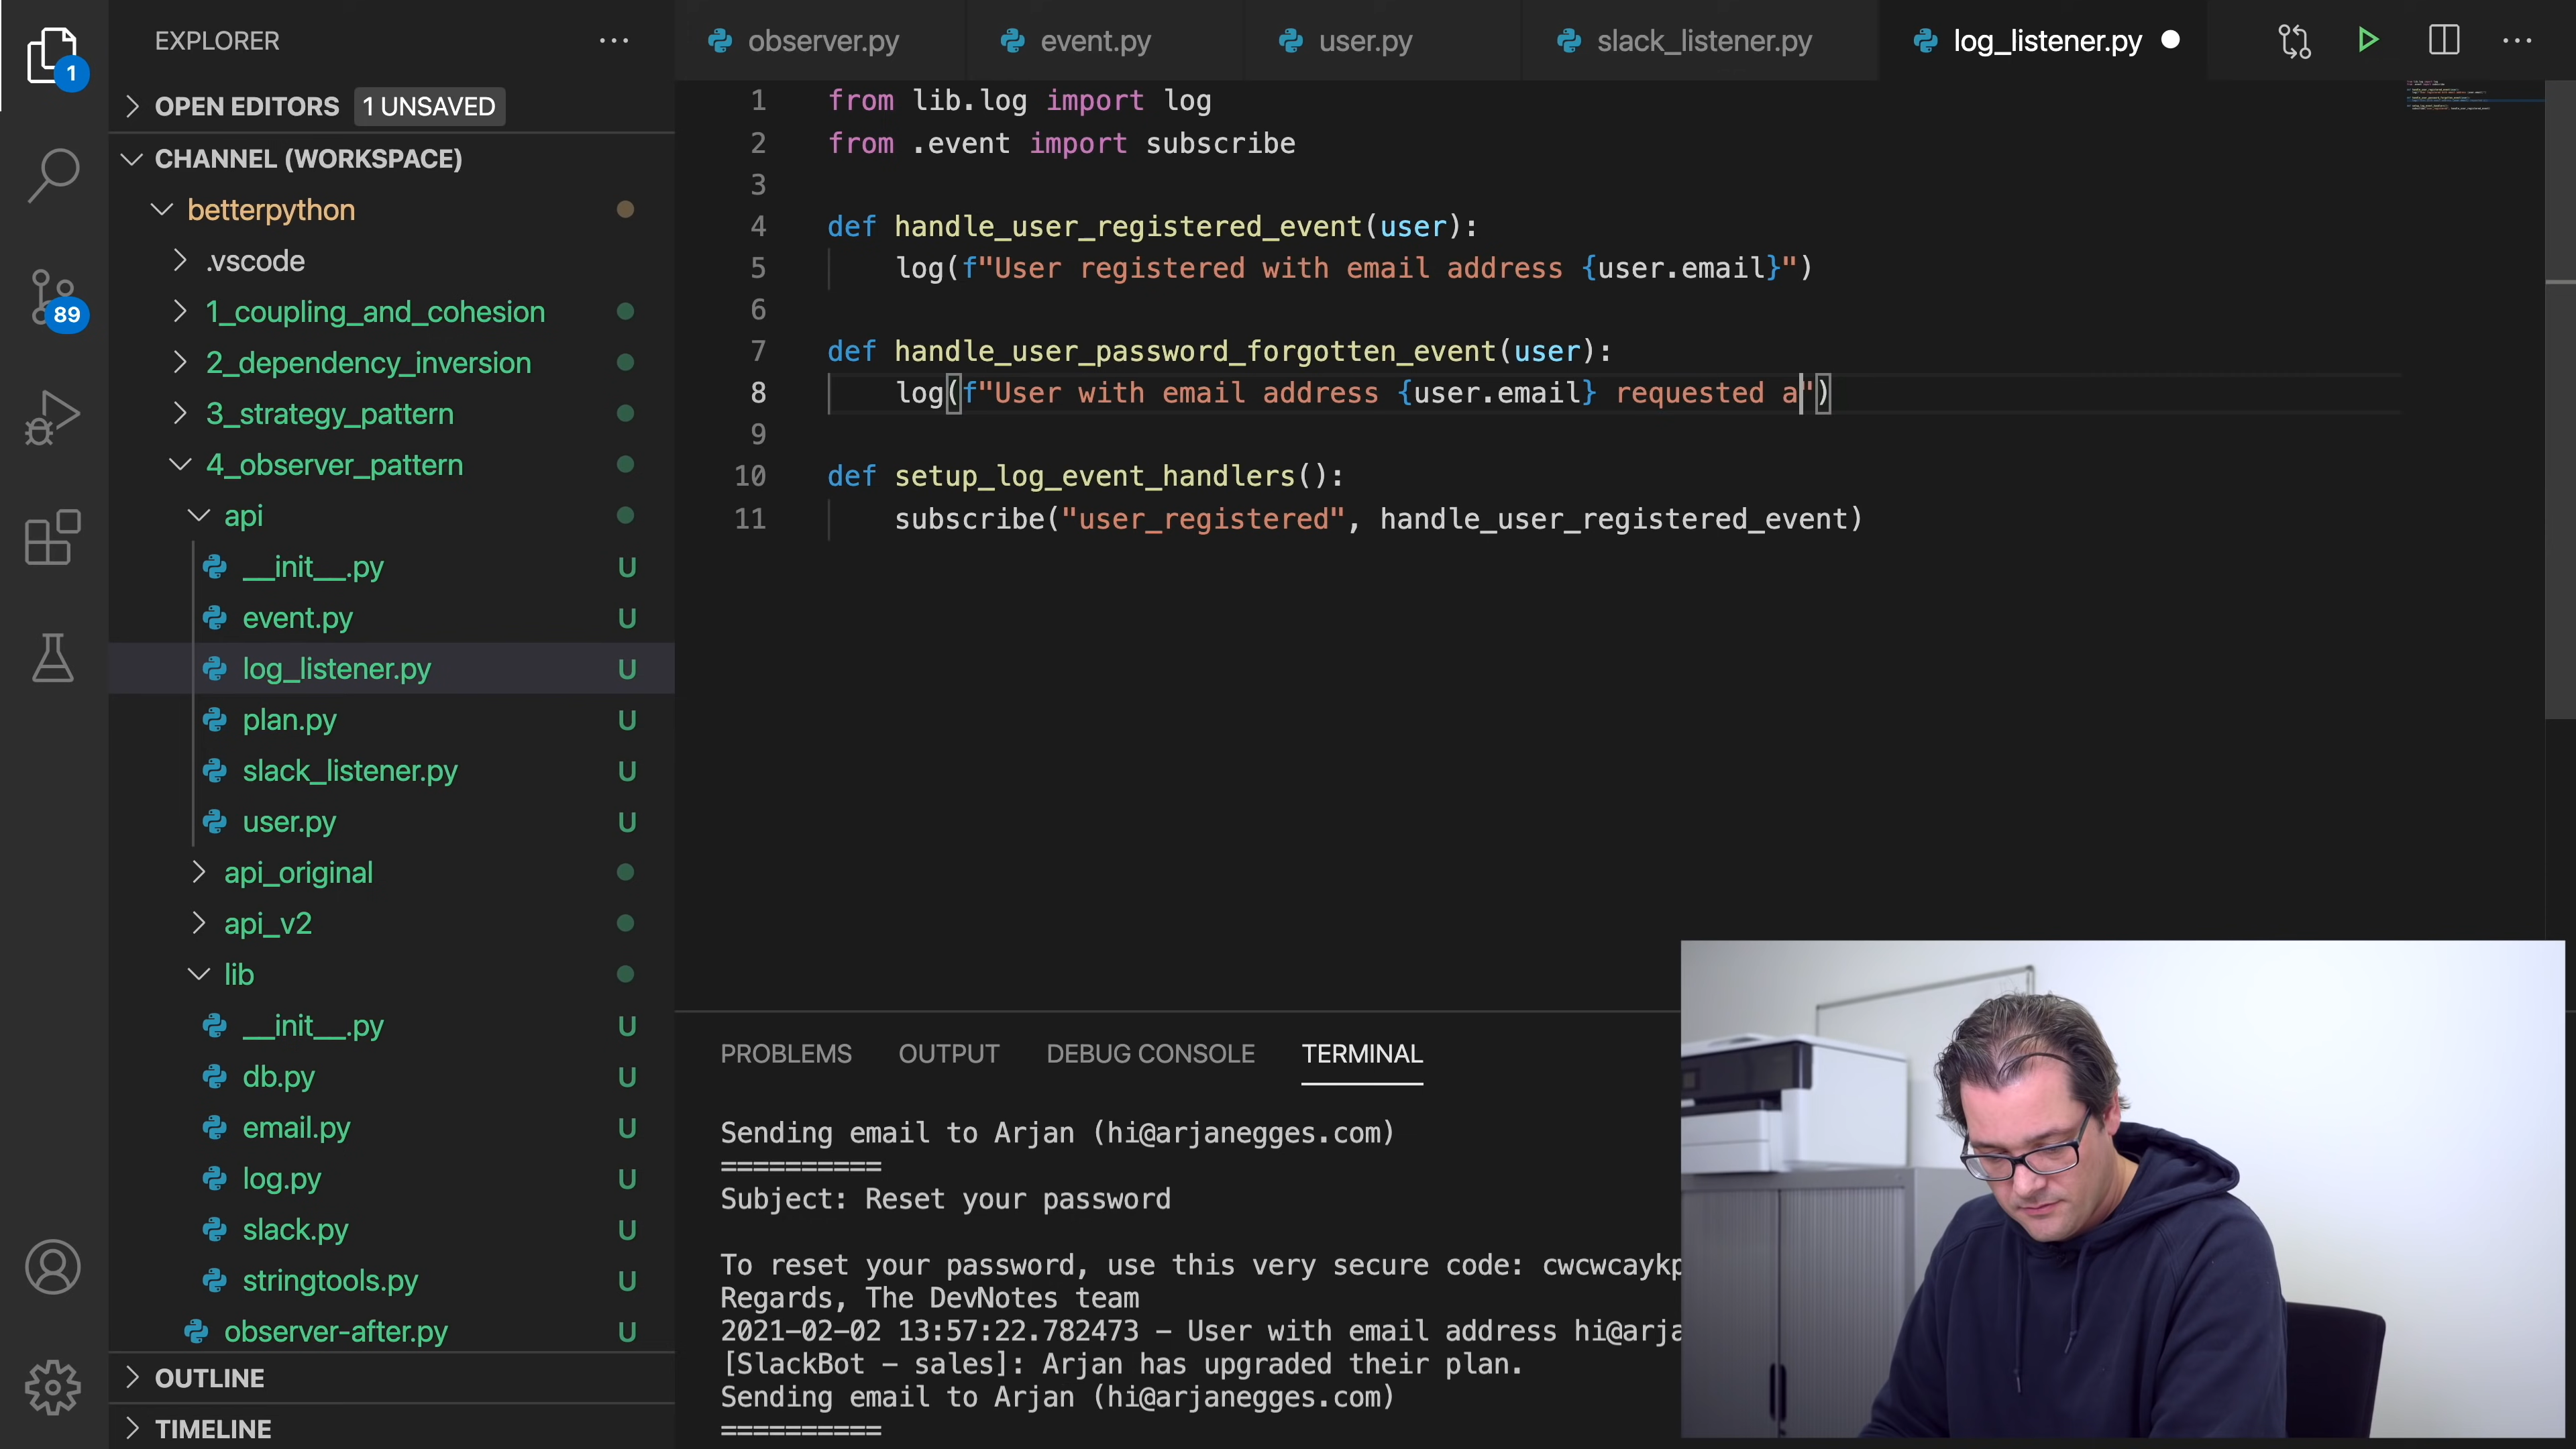 EXPLORER
OPEN EDITORS 1 UNSAVED
CHANNEL (WORKSPACE)
betterpython
.vscode
1_coupling_and_cohesion
2_dependency_inversion
3_strategy_pattern
4_observer_pattern
api
__init__.py U
event.py U
log_listener.py U
plan.py U
slack_listener.py U
user.py U
api_original
api_v2
lib
__init__.py U
db.py U
email.py U
log.py U
slack.py U
stringtools.py U
observer-after.py U
OUTLINE
TIMELINE
1
89
observer.py event.py user.py slack_listener.py log_listener.py
1 from lib.log import log
2 from .event import subscribe
3
4 def handle_user_registered_event(user):
5 log(f"User registered with email address {user.email}")
6
7 def handle_user_password_forgotten_event(user):
8 log(f"User with email address {user.email} requested a")
9
10 def setup_log_event_handlers():
11 subscribe("user_registered", handle_user_registered_event)
PROBLEMS OUTPUT DEBUG CONSOLE TERMINAL
Sending email to Arjan (hi@arjanegges.com)
==========
Subject: Reset your password
To reset your password, use this very secure code: cwcwcaykp
Regards, The DevNotes team
2021-02-02 13:57:22.782473 - User with email address hi@arja
[SlackBot - sales]: Arjan has upgraded their plan.
Sending email to Arjan (hi@arjanegges.com)
==========